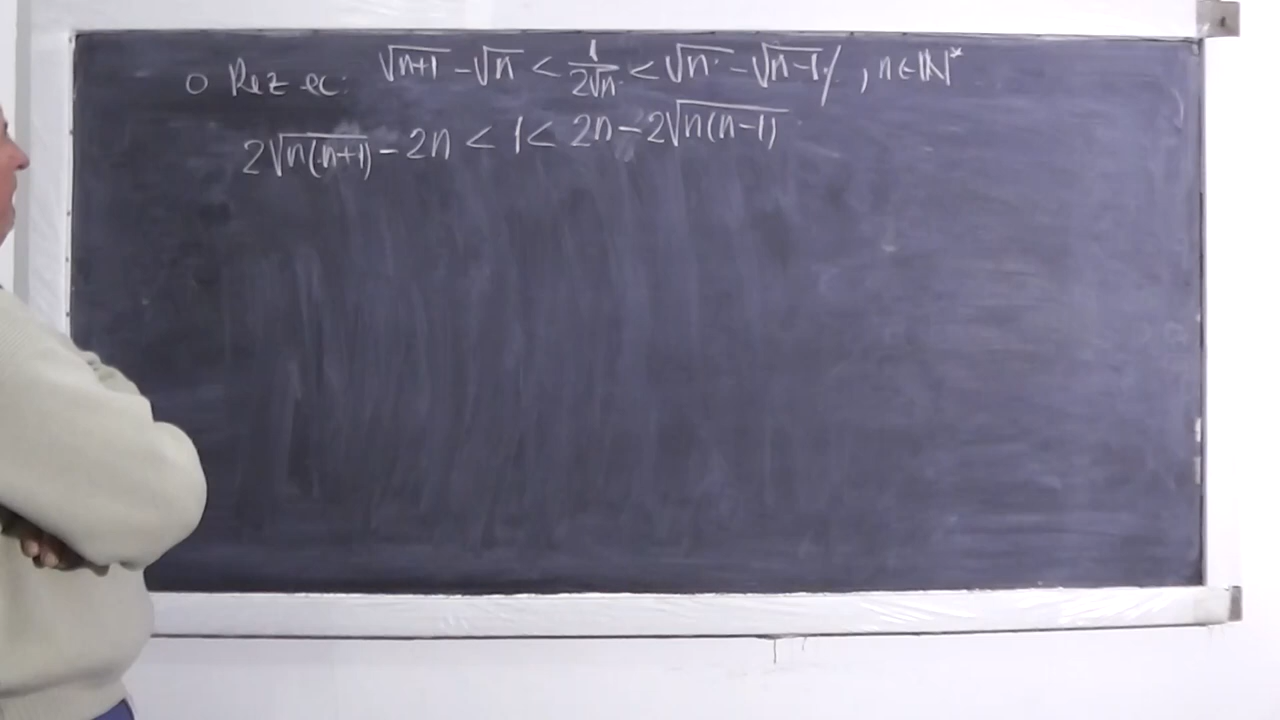 o Rez ec: √(n+1) - √n < 1/(2√n) < √n - √(n-1) / , n ∈ ℕ*
2√(n(n+1)) - 2n < 1 < 2n - 2√(n(n-1))